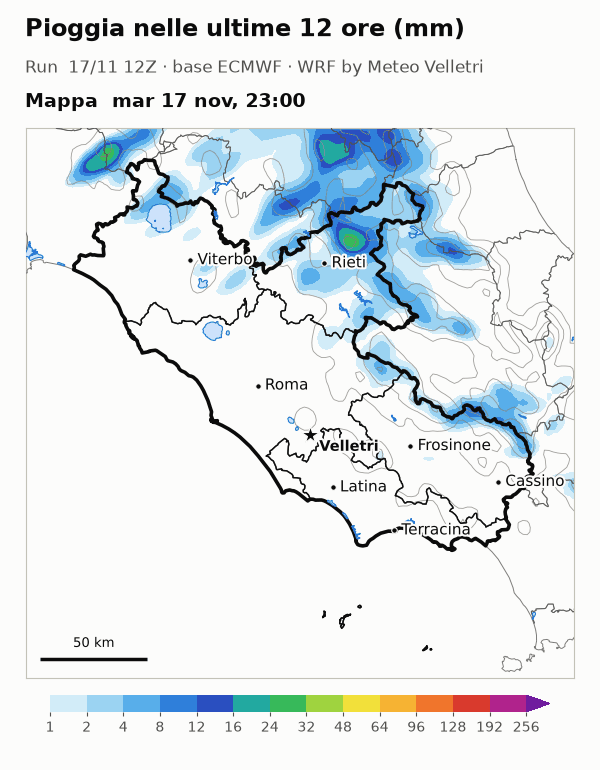 Pioggia nelle ultime 12 ore (mm)
Run  17/11 12Z · base ECMWF · WRF by Meteo Velletri
Mappa  mar 17 nov, 23:00
Viterbo
Rieti
Roma
Velletri
Frosinone
Latina
Cassino
Terracina
50 km
1 2 4 8 12 16 24 32 48 64 96 128 192 256